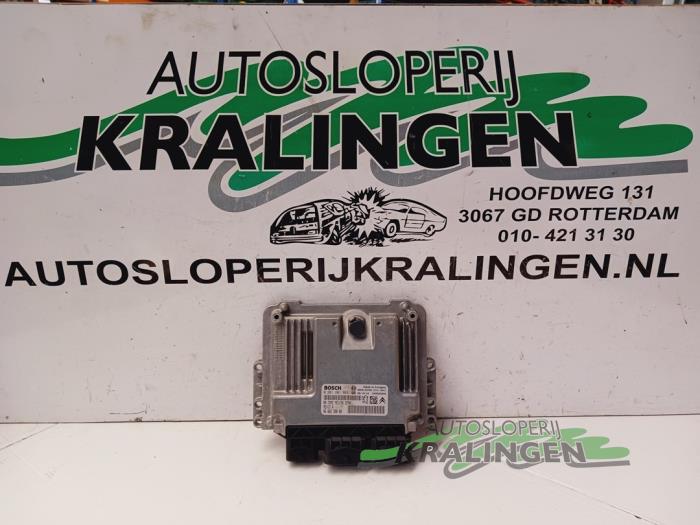 AUTOSLOPERIJ
KRALINGEN
HOOFDWEG 131
3067 GD ROTTERDAM
010- 421 31 30
AUTOSLOPERIJKRALINGEN.NL
BOSCH
AUTOSLOPERIJ
KRALINGEN